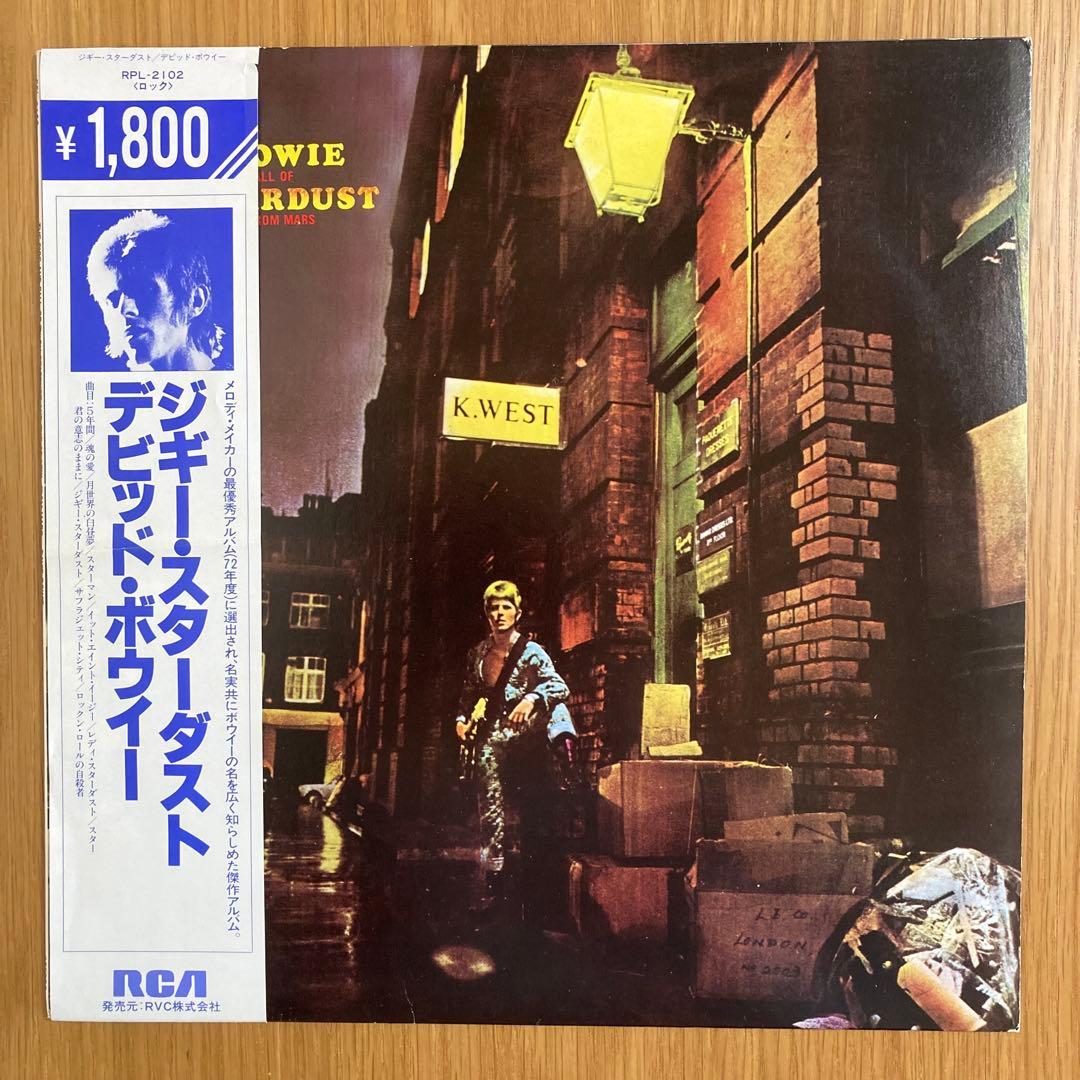 ジギー・スターダスト/デビッド・ボウイー
RPL-2102
〈ロック〉
¥1,800
メロディ・メイカーの最優秀アルバム(72年度)に選出され、名実共にボウイーの名を広く知らしめた傑作アルバム。
ジギー・スターダスト
デビッド・ボウイー
曲目:5年間/魂の愛/月世界の白昼夢/スターマン/イット・エイント・イージー/レディ・スターダスト/スター
君の意志のままに/ジギー・スターダスト/サフラジェット・シティ/ロックン・ロールの自殺者
RCA
発売元:RVC株式会社
OWIE
ALL OF
RDUST
OM MARS
K.WEST
PAQUERETTE
DRESSES
2ND FLOOR
L.I. CO.
LONDON
No 2003